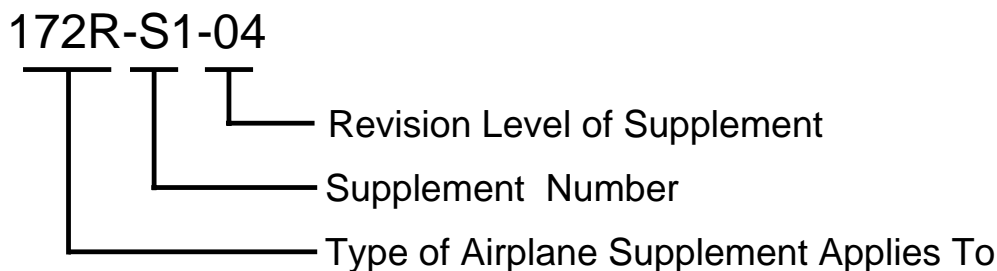 172R-S1-04
Revision Level of Supplement
Supplement Number
Type of Airplane Supplement Applies To